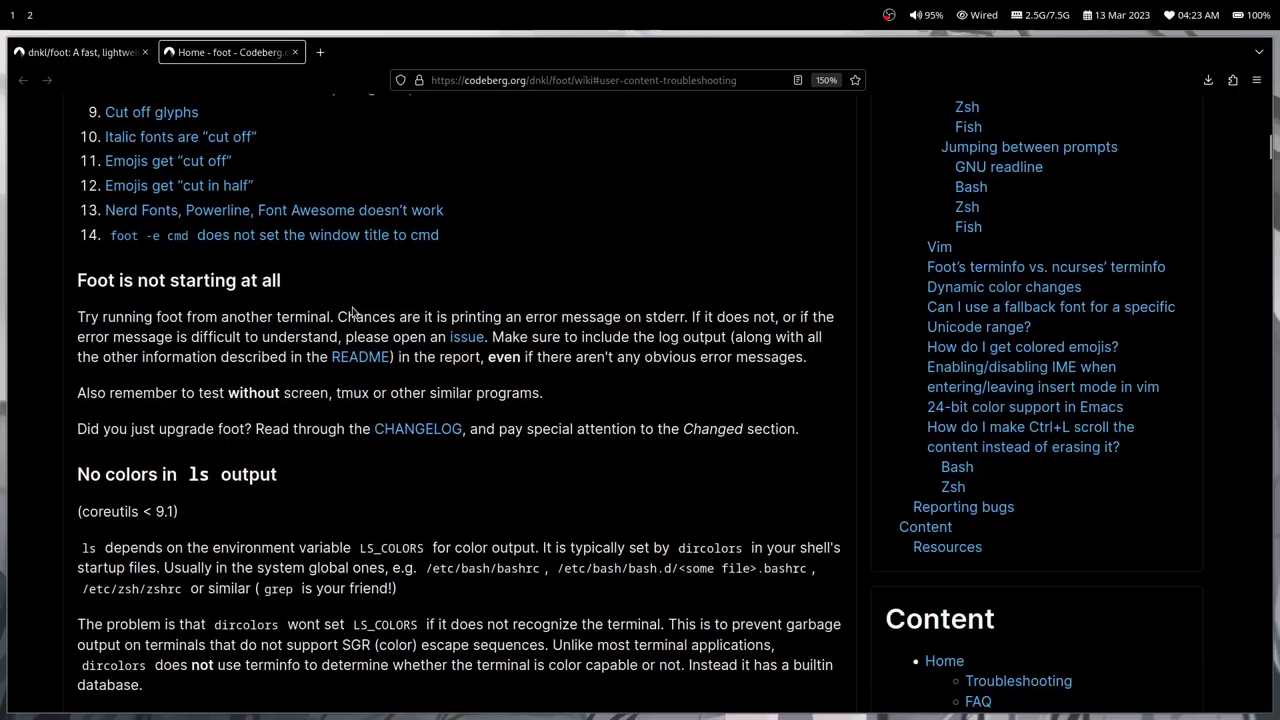 1 2 95% Wired 2.5G/7.5G 13 Mar 2023 04:23 AM 100%
dnkl/foot: A fast, lightwei × Home - foot - Codeberg.o × +
https://codeberg.org/dnkl/foot/wiki#user-content-troubleshooting 150%
9. Cut off glyphs
10. Italic fonts are “cut off”
11. Emojis get “cut off”
12. Emojis get “cut in half”
13. Nerd Fonts, Powerline, Font Awesome doesn’t work
14. foot -e cmd does not set the window title to cmd
Foot is not starting at all
Try running foot from another terminal. Chances are it is printing an error message on stderr. If it does not, or if the
error message is difficult to understand, please open an issue. Make sure to include the log output (along with all
the other information described in the README) in the report, even if there aren't any obvious error messages.
Also remember to test without screen, tmux or other similar programs.
Did you just upgrade foot? Read through the CHANGELOG, and pay special attention to the Changed section.
No colors in ls output
(coreutils < 9.1)
ls depends on the environment variable LS_COLORS for color output. It is typically set by dircolors in your shell's
startup files. Usually in the system global ones, e.g. /etc/bash/bashrc , /etc/bash/bash.d/<some file>.bashrc ,
/etc/zsh/zshrc or similar ( grep is your friend!)
The problem is that dircolors wont set LS_COLORS if it does not recognize the terminal. This is to prevent garbage
output on terminals that do not support SGR (color) escape sequences. Unlike most terminal applications,
dircolors does not use terminfo to determine whether the terminal is color capable or not. Instead it has a builtin
database.
Zsh
Fish
Jumping between prompts
GNU readline
Bash
Zsh
Fish
Vim
Foot’s terminfo vs. ncurses’ terminfo
Dynamic color changes
Can I use a fallback font for a specific
Unicode range?
How do I get colored emojis?
Enabling/disabling IME when
entering/leaving insert mode in vim
24-bit color support in Emacs
How do I make Ctrl+L scroll the
content instead of erasing it?
Bash
Zsh
Reporting bugs
Content
Resources
Content
Home
Troubleshooting
FAQ